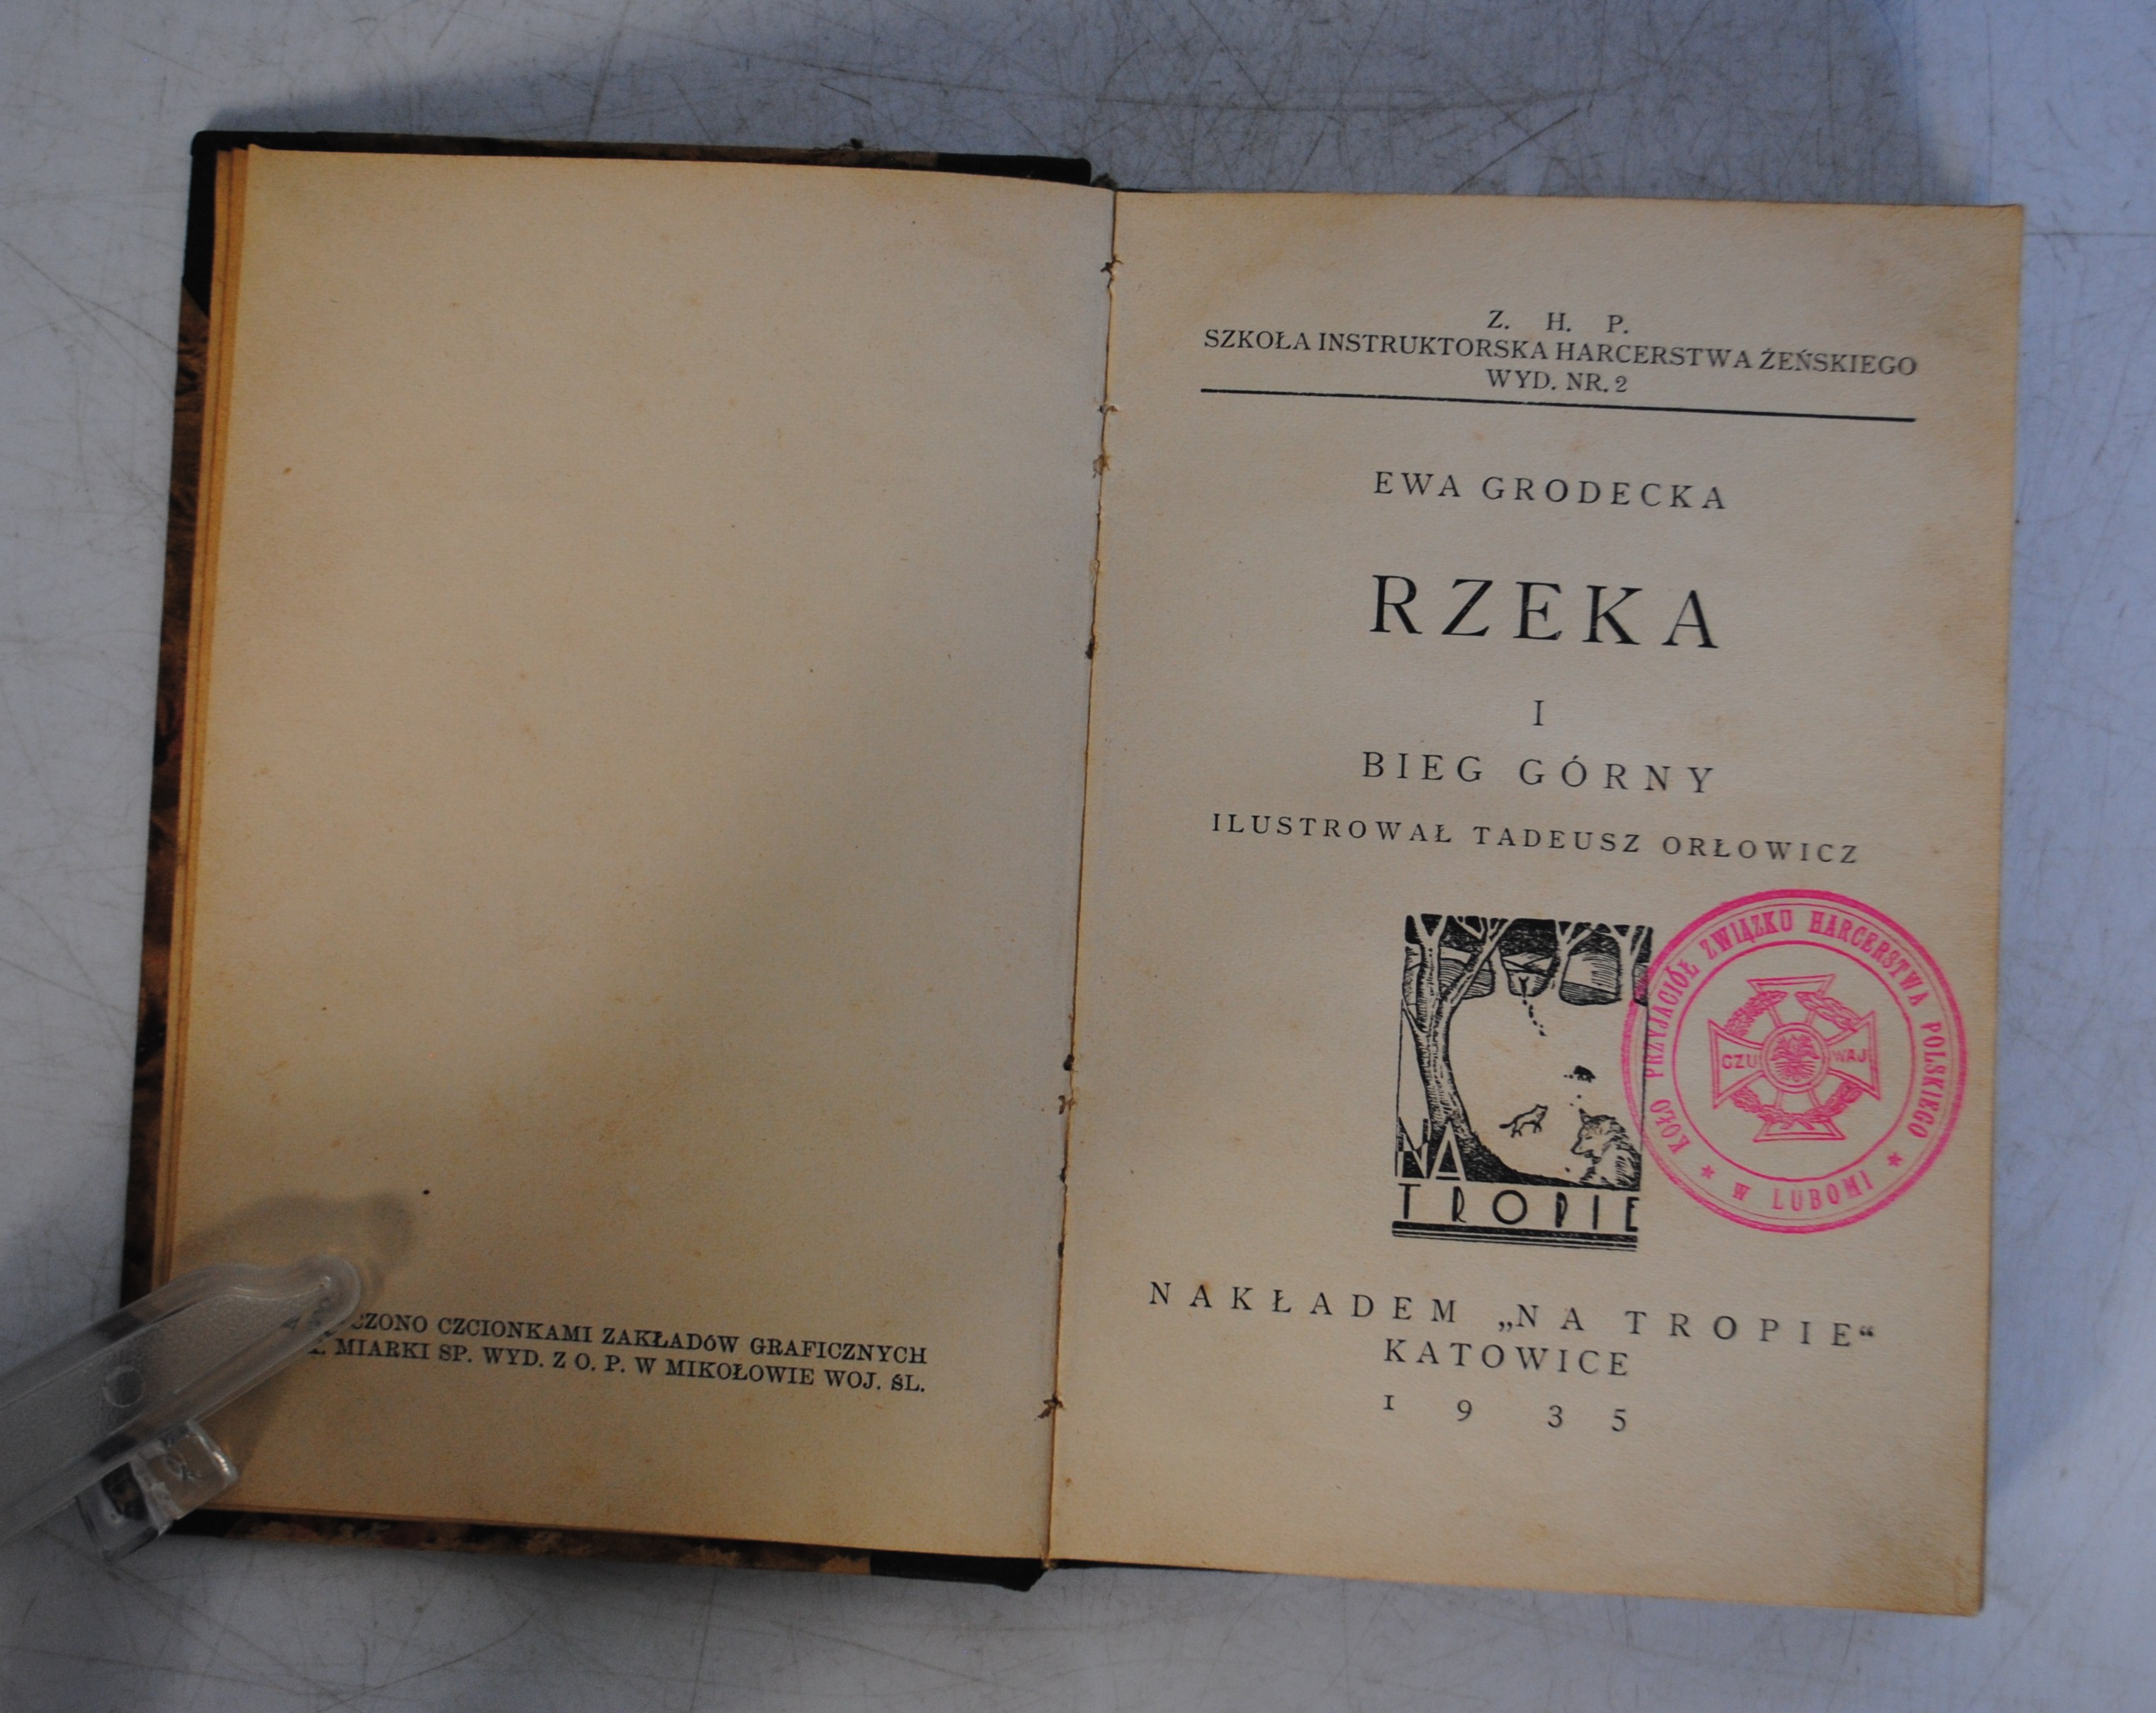 CZCIONKAMI ZAKŁADÓW GRAFICZNYCH
MIARKI SP. WYD. Z O. P. W MIKOŁOWIE WOJ. ŚL.
Z. H. P.
SZKOŁA INSTRUKTORSKA HARCERSTWA ŻEŃSKIEGO
WYD. NR. 2
EWA GRODECKA
RZEKA
I
BIEG GÓRNY
ILUSTROWAŁ TADEUSZ ORŁOWICZ
NA
TROPIE
KOŁO PRZYJACIÓŁ ZWIĄZKU HARCERSTWA POLSKIEGO
* W LUBOMI *
CZUWAJ
NAKŁADEM „NA TROPIE“
KATOWICE
1935